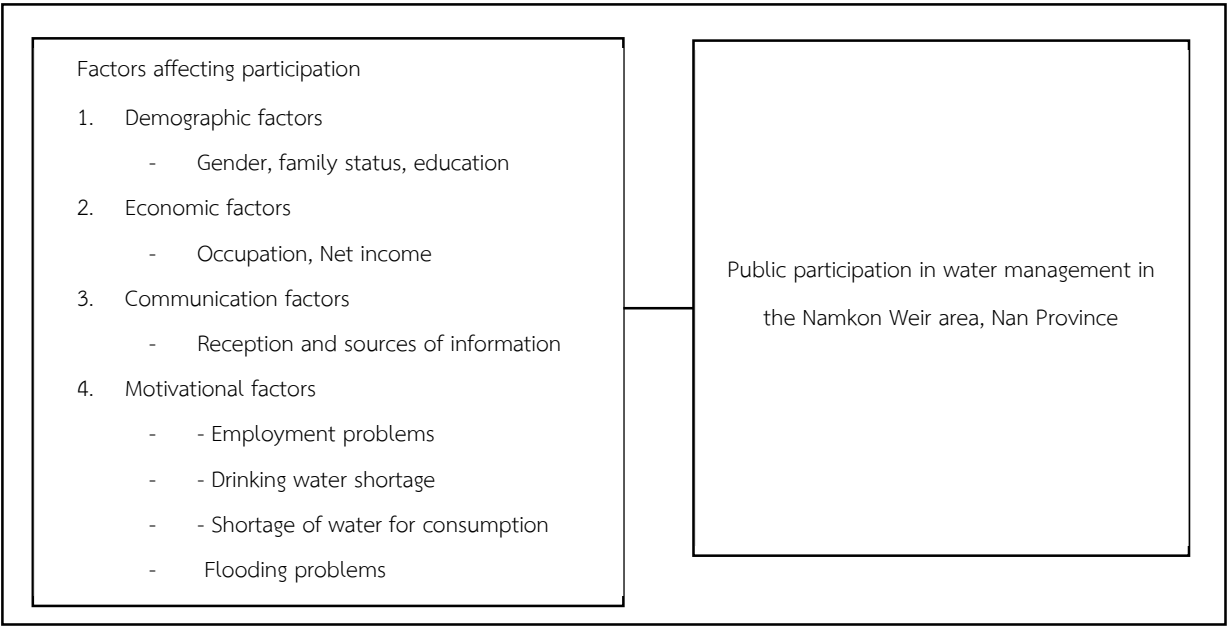 Factors affecting participation
1. Demographic factors
- Gender, family status, education
2. Economic factors
- Occupation, Net income
3. Communication factors
- Reception and sources of information
4. Motivational factors
- - Employment problems
- - Drinking water shortage
- - Shortage of water for consumption
- Flooding problems
Public participation in water management in
the Namkon Weir area, Nan Province